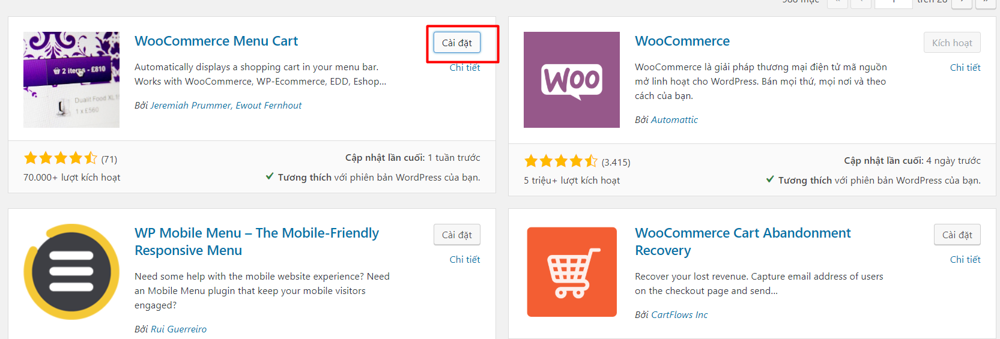 988 mục « ‹ 1 trên 28 › »
WooCommerce Menu Cart
Cài đặt
Automatically displays a shopping cart in your menu bar.
Chi tiết
Works with WooCommerce, WP-Ecommerce, EDD, Eshop...
Bởi Jeremiah Prummer, Ewout Fernhout
2 items - £810
Dualit Food XL15
1 x £560
(71)
Cập nhật lần cuối: 1 tuần trước
70.000+ lượt kích hoạt
Tương thích với phiên bản WordPress của bạn.
WOO
WooCommerce
Kích hoạt
WooCommerce là giải pháp thương mại điện tử mã nguồn
Chi tiết
mở linh hoạt cho WordPress. Bán mọi thứ, mọi nơi và theo
cách của bạn.
Bởi Automattic
(3.415)
Cập nhật lần cuối: 4 ngày trước
5 triệu+ lượt kích hoạt
Tương thích với phiên bản WordPress của bạn.
WP Mobile Menu – The Mobile-Friendly
Cài đặt
Responsive Menu
Chi tiết
Need some help with the mobile website experience? Need
an Mobile Menu plugin that keep your mobile visitors
engaged?
Bởi Rui Guerreiro
WooCommerce Cart Abandonment
Cài đặt
Recovery
Chi tiết
Recover your lost revenue. Capture email address of users
on the checkout page and send...
Bởi CartFlows Inc